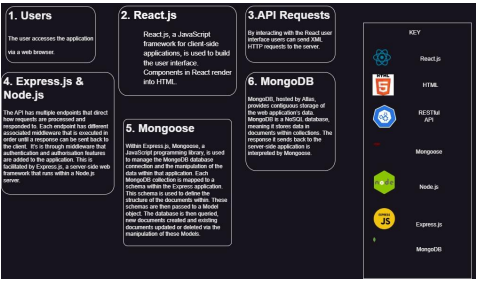 1. Users
The user accesses the application
via a web browser.
2. React.js
React.js, a JavaScript
framework for client-side
applications, is used to build
the user interface.
Components in React render
into HTML.
3.API Requests
By interacting with the React user
interface users can send XML
HTTP requests to the server.
4. Express.js &
Node.js
The API has multiple endpoints that direct
how requests are processed and
responded to. Each endpoint has different
associated middleware that is executed in
order until a response can be sent back to
the client. It's is through middleware that
authentication and authorisation features
are added to the application. This is
facilitated by Express.js, a server-side web
framework that runs within a Node.js
server.
5. Mongoose
Within Express.js, Mongoose, a
JavaScript programming library, is used
to manage the MongoDB database
connection and the manipulation of the
data within that application. Each
MongoDB collection is mapped to a
schema within the Express application.
This schema is used to define the
structure of the documents within. These
schemas are then passed to a Model
object. The database is then queried,
new documents created and existing
documents updated or deleted via the
manipulation of these Models.
6. MongoDB
MongoDB, hosted by Atlas,
provides contiguous storage of
the web application's data.
MongoDB is a NoSQL database,
meaning it stores data in
documents within collections. The
response it sends back to the
server-side application is
interpreted by Mongoose.
KEY
React.js
HTML
5
HTML
RESTful
API
Mongoose
node
Node.js
EXPRESS
JS
Express.js
MongoDB